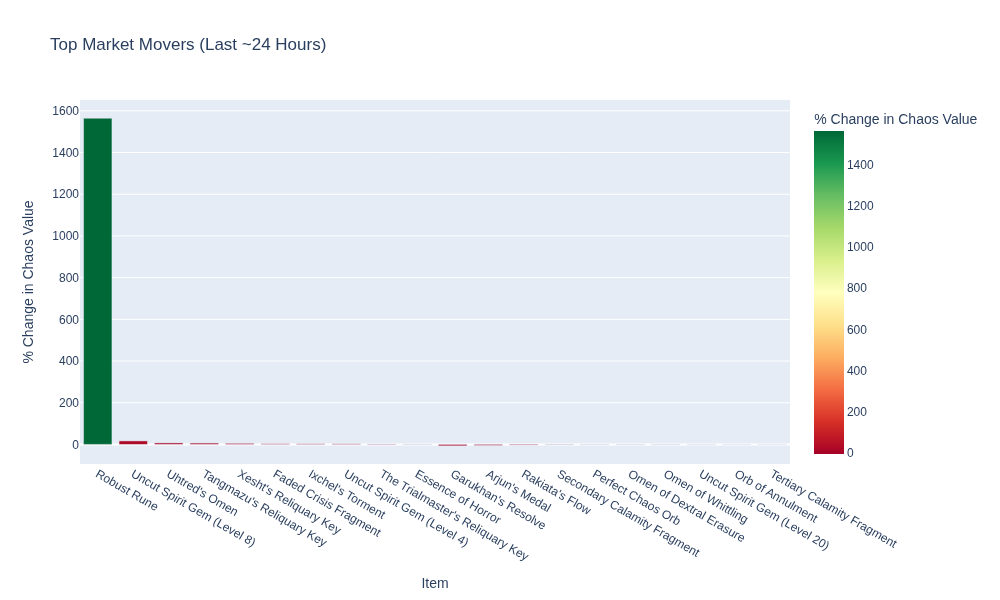 Top Market Movers (Last ~24 Hours)
% Change in Chaos Value
1600
1400
1200
1000
800
600
400
200
0
Robust Rune
Uncut Spirit Gem (Level 8)
Uhtred's Omen
Tangmazu's Reliquary Key
Xesht's Reliquary Key
Faded Crisis Fragment
Ixchel's Torment
Uncut Spirit Gem (Level 4)
The Trialmaster's Reliquary Key
Essence of Horror
Garukhan's Resolve
Arjun's Medal
Rakiata's Flow
Secondary Calamity Fragment
Perfect Chaos Orb
Omen of Dextral Erasure
Omen of Whittling
Uncut Spirit Gem (Level 20)
Orb of Annulment
Tertiary Calamity Fragment
Item
% Change in Chaos Value
1400
1200
1000
800
600
400
200
0